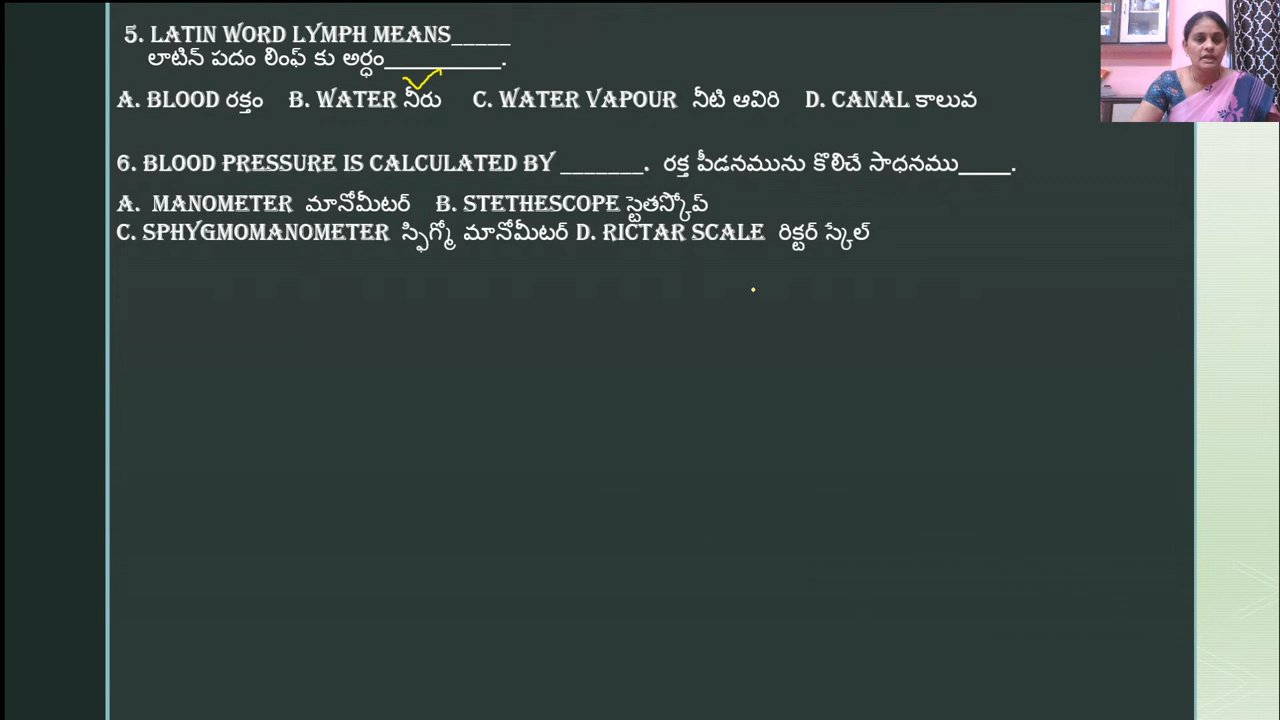 5. LATIN WORD LYMPH MEANS_____
లాటిన్ పదం లింఫ్ కు అర్ధం__________.
A. BLOOD రక్తం B. WATER నీరు C. WATER VAPOUR నీటి ఆవిరి D. CANAL కాలువ
6. BLOOD PRESSURE IS CALCULATED BY _______. రక్త పీడనమును కొలిచే సాధనము_____.
A. MANOMETER మానోమీటర్ B. STETHESCOPE స్టెతస్కోప్
C. SPHYGMOMANOMETER స్ఫిగ్మో మానోమీటర్ D. RICTAR SCALE రిక్టర్ స్కేల్